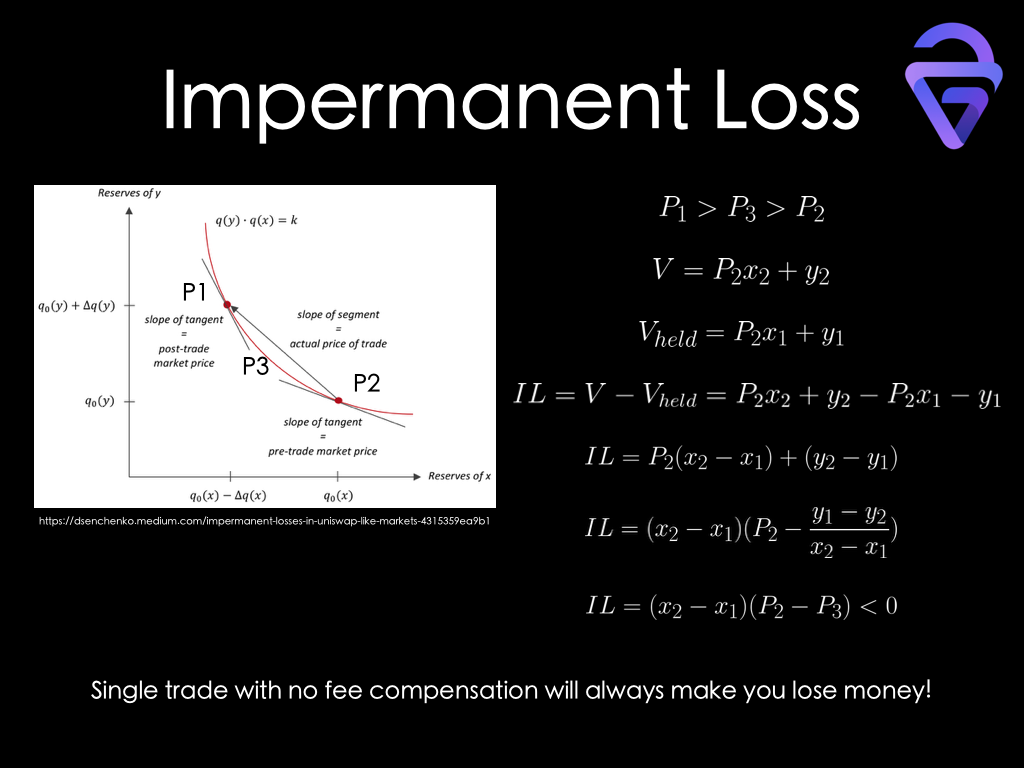 Impermanent Loss
Reserves of y
q(y) · q(x) = k
P1
q₀(y) + Δq(y)
slope of tangent
=
post-trade
market price
slope of segment
=
actual price of trade
P3
P2
q₀(y)
slope of tangent
=
pre-trade market price
Reserves of x
q₀(x) − Δq(x)
q₀(x)
https://dsenchenko.medium.com/impermanent-losses-in-uniswap-like-markets-4315359ea9b1
P₁ > P₃ > P₂
V = P₂x₂ + y₂
V_held = P₂x₁ + y₁
IL = V − V_held = P₂x₂ + y₂ − P₂x₁ − y₁
IL = P₂(x₂ − x₁) + (y₂ − y₁)
IL = (x₂ − x₁)(P₂ − (y₁ − y₂)/(x₂ − x₁))
IL = (x₂ − x₁)(P₂ − P₃) < 0
Single trade with no fee compensation will always make you lose money!